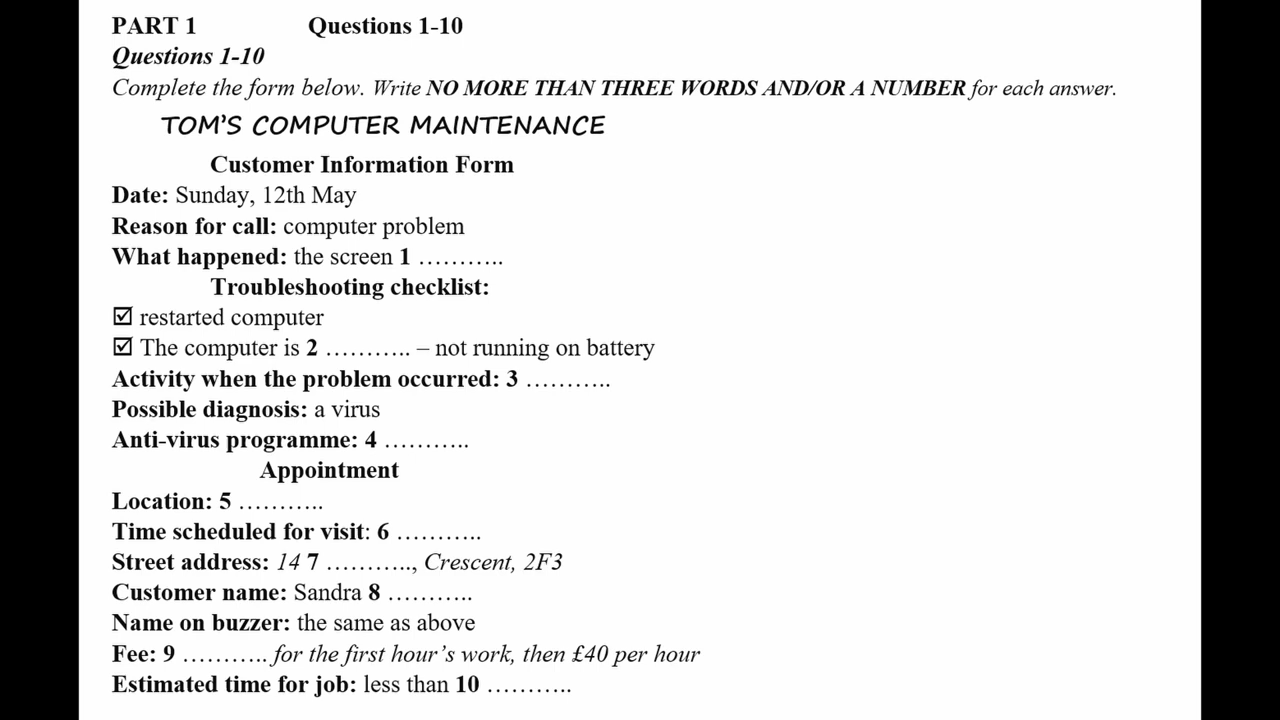 PART 1 Questions 1-10
Questions 1-10
Complete the form below. Write NO MORE THAN THREE WORDS AND/OR A NUMBER for each answer.
TOM'S COMPUTER MAINTENANCE
Customer Information Form
Date: Sunday, 12th May
Reason for call: computer problem
What happened: the screen 1 ………..
Troubleshooting checklist:
☑ restarted computer
☑ The computer is 2 ……….. – not running on battery
Activity when the problem occurred: 3 ………..
Possible diagnosis: a virus
Anti-virus programme: 4 ………..
Appointment
Location: 5 ………..
Time scheduled for visit: 6 ………..
Street address: 14 7 ……….., Crescent, 2F3
Customer name: Sandra 8 ………..
Name on buzzer: the same as above
Fee: 9 ……….. for the first hour’s work, then £40 per hour
Estimated time for job: less than 10 ………..